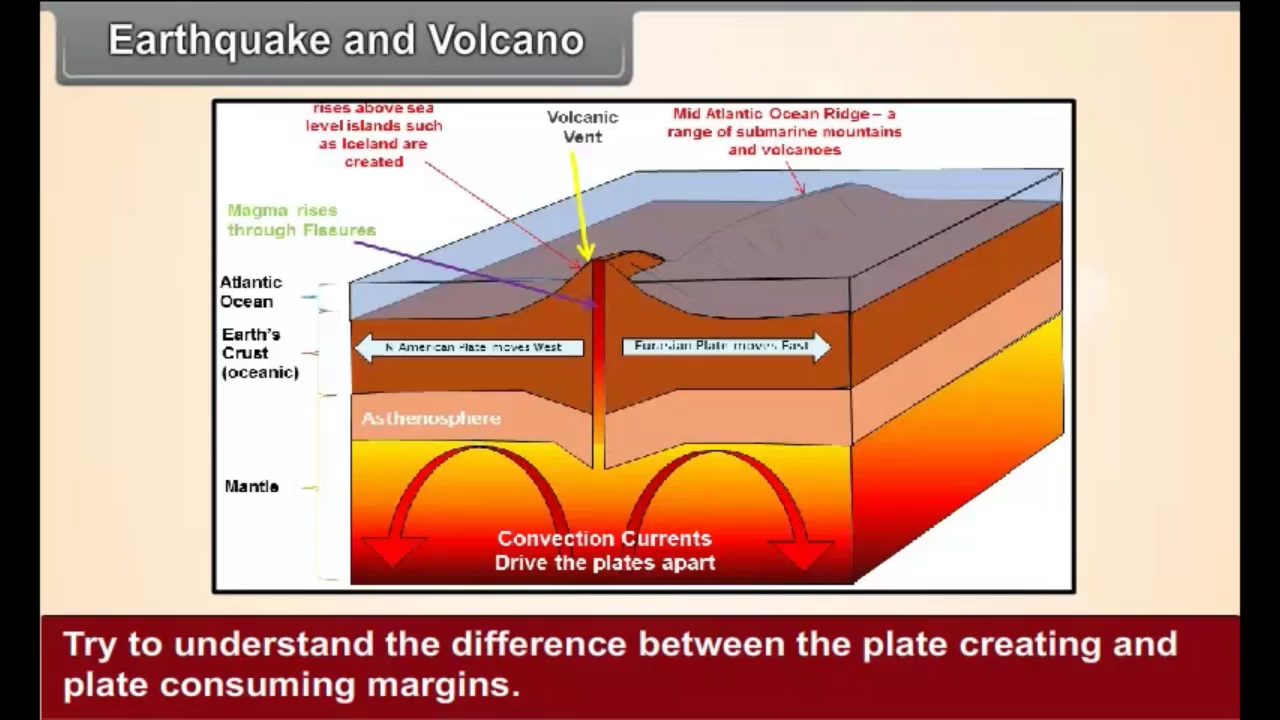 Earthquake and Volcano
rises above sea
level islands such
as Iceland are
created
Volcanic
Vent
Mid Atlantic Ocean Ridge – a
range of submarine mountains
and volcanoes
Magma rises
through Fissures
Atlantic
Ocean
Earth's
Crust
(oceanic)
N American Plate moves West
Eurasian Plate moves East
Asthenosphere
Mantle
Convection Currents
Drive the plates apart
Try to understand the difference between the plate creating and
plate consuming margins.